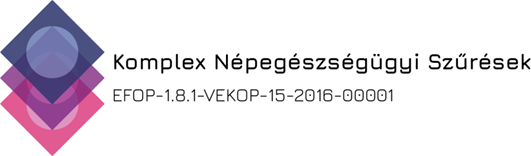 Komplex Népegészségügyi Szűrések
EFOP-1.8.1-VEKOP-15-2016-00001